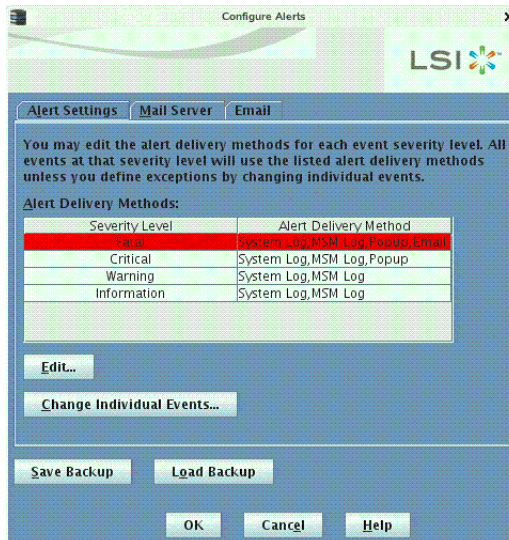 Configure Alerts
LSI
Alert Settings Mail Server Email
You may edit the alert delivery methods for each event severity level. All
events at that severity level will use the listed alert delivery methods
unless you define exceptions by changing individual events.
Alert Delivery Methods:
Severity Level Alert Delivery Method
Fatal System Log,MSM Log,Popup,Email
Critical System Log,MSM Log,Popup
Warning System Log,MSM Log
Information System Log,MSM Log
Edit...
Change Individual Events...
Save Backup Load Backup
OK Cancel Help